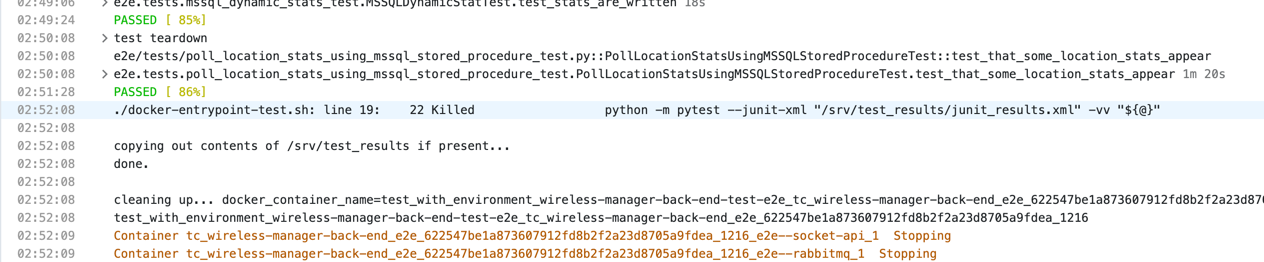 02:49:06 > e2e.tests.mssql_dynamic_stats_test.MSSQLDynamicStatTest.test_stats_are_written 18s
02:49:24 PASSED [ 85%]
02:50:08 > test teardown
02:50:08 e2e/tests/poll_location_stats_using_mssql_stored_procedure_test.py::PollLocationStatsUsingMSSQLStoredProcedureTest::test_that_some_location_stats_appear
02:50:08 > e2e.tests.poll_location_stats_using_mssql_stored_procedure_test.PollLocationStatsUsingMSSQLStoredProcedureTest.test_that_some_location_stats_appear 1m 20s
02:51:28 PASSED [ 86%]
02:52:08 ./docker-entrypoint-test.sh: line 19:    22 Killed                 python -m pytest --junit-xml "/srv/test_results/junit_results.xml" -vv "${@}"
02:52:08
02:52:08 copying out contents of /srv/test_results if present...
02:52:08 done.
02:52:08
02:52:08 cleaning up... docker_container_name=test_with_environment_wireless-manager-back-end-test-e2e_tc_wireless-manager-back-end_e2e_622547be1a873607912fd8b2f2a23d8705a9fdea
02:52:08 test_with_environment_wireless-manager-back-end-test-e2e_tc_wireless-manager-back-end_e2e_622547be1a873607912fd8b2f2a23d8705a9fdea_1216
02:52:09 Container tc_wireless-manager-back-end_e2e_622547be1a873607912fd8b2f2a23d8705a9fdea_1216_e2e--socket-api_1  Stopping
02:52:09 Container tc_wireless-manager-back-end_e2e_622547be1a873607912fd8b2f2a23d8705a9fdea_1216_e2e--rabbitmq_1  Stopping